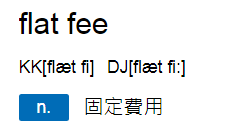 flat fee
KK[flæt fi] DJ[flæt fi:]
n. 固定費用